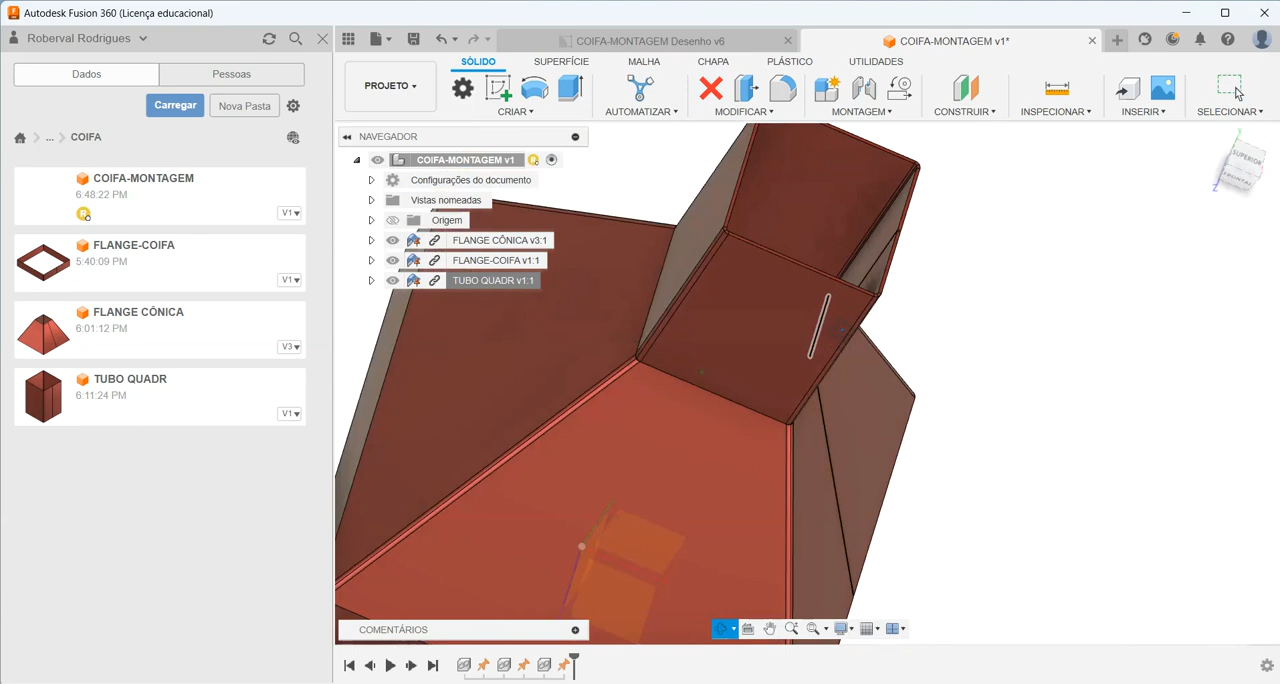 Autodesk Fusion 360 (Licença educacional)
Roberval Rodrigues
COIFA-MONTAGEM Desenho v6
COIFA-MONTAGEM v1*
Dados
Pessoas
Carregar
Nova Pasta
... COIFA
COIFA-MONTAGEM
6:48:22 PM
V1
FLANGE-COIFA
5:40:09 PM
V1
FLANGE CÔNICA
6:01:12 PM
V3
TUBO QUADR
6:11:24 PM
V1
SÓLIDO
SUPERFÍCIE
MALHA
CHAPA
PLÁSTICO
UTILIDADES
PROJETO
CRIAR
AUTOMATIZAR
MODIFICAR
MONTAGEM
CONSTRUIR
INSPECIONAR
INSERIR
SELECIONAR
NAVEGADOR
COIFA-MONTAGEM v1
Configurações do documento
Vistas nomeadas
Origem
FLANGE CÔNICA v3:1
FLANGE-COIFA v1:1
TUBO QUADR v1:1
Y
SUPERIOR
FRONTAL
Z
COMENTÁRIOS